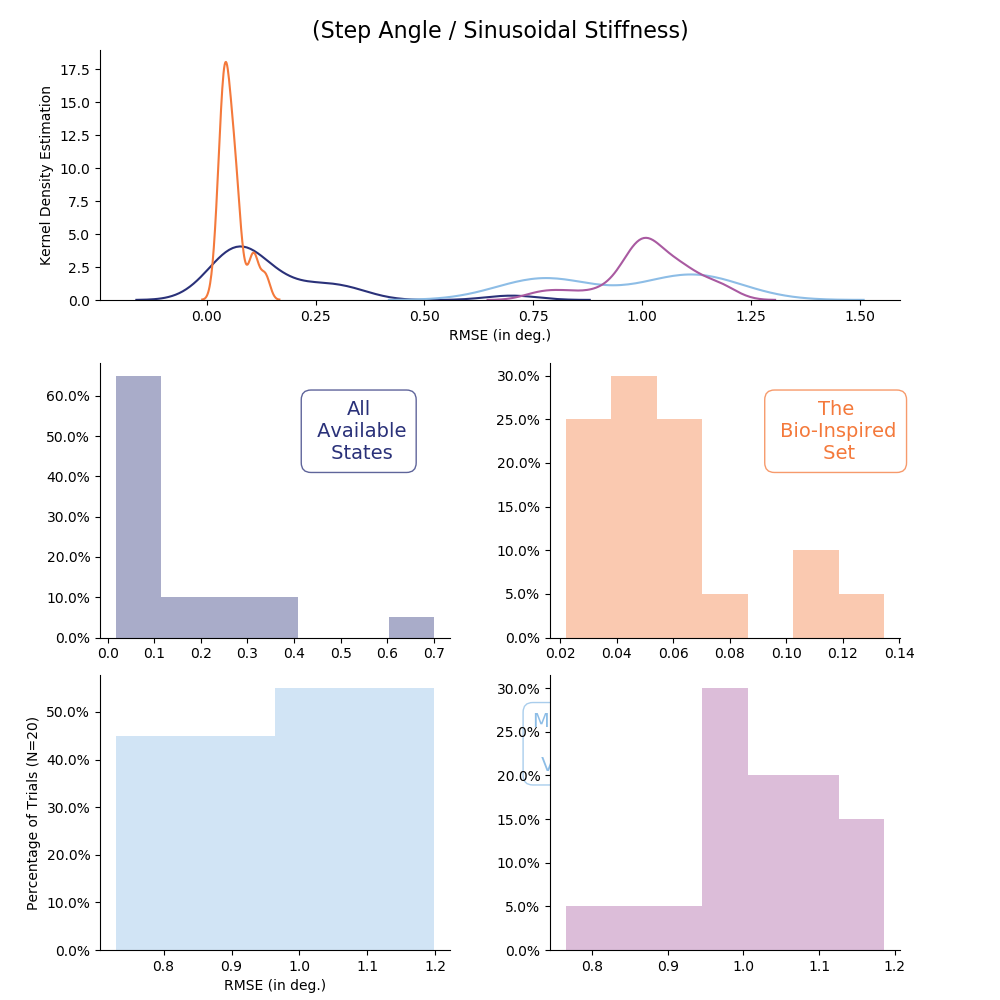 (Step Angle / Sinusoidal Stiffness)
Kernel Density Estimation
17.5
15.0
12.5
10.0
7.5
5.0
2.5
0.0
0.00 0.25 0.50 0.75 1.00 1.25 1.50
RMSE (in deg.)
60.0%
50.0%
40.0%
30.0%
20.0%
10.0%
0.0%
0.0 0.1 0.2 0.3 0.4 0.5 0.6 0.7
All
Available
States
30.0%
25.0%
20.0%
15.0%
10.0%
5.0%
0.0%
0.02 0.04 0.06 0.08 0.10 0.12 0.14
The
Bio-Inspired
Set
Percentage of Trials (N=20)
50.0%
40.0%
30.0%
20.0%
10.0%
0.0%
0.8 0.9 1.0 1.1 1.2
RMSE (in deg.)
30.0%
25.0%
20.0%
15.0%
10.0%
5.0%
0.0%
0.8 0.9 1.0 1.1 1.2